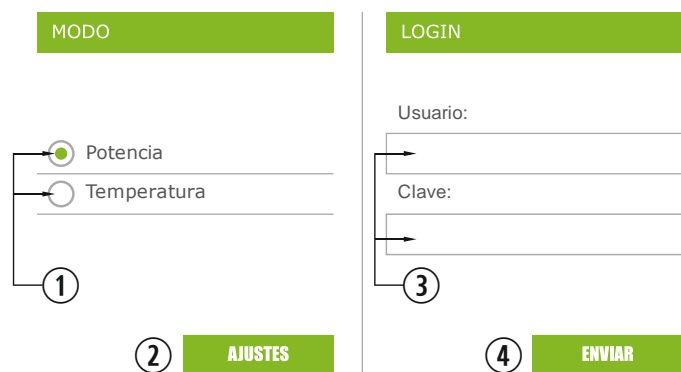 MODO
Potencia
Temperatura
1
2 AJUSTES
LOGIN
Usuario:
Clave:
3
4 ENVIAR